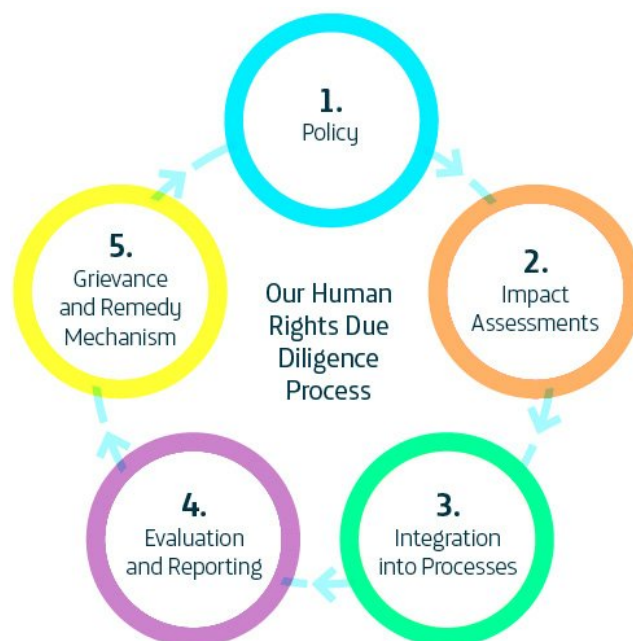 1.
Policy
2.
Impact
Assessments
3.
Integration
into Processes
4.
Evaluation
and Reporting
5.
Grievance
and Remedy
Mechanism
Our Human
Rights Due
Diligence
Process